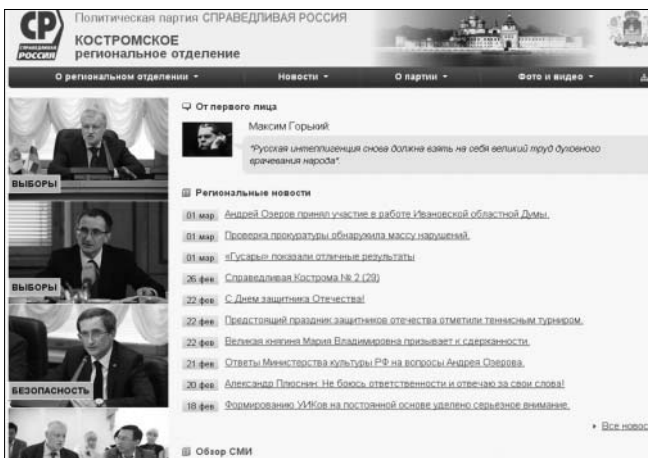 Политическая партия СПРАВЕДЛИВАЯ РОССИЯ
СР
СПРАВЕДЛИВАЯ
РОССИЯ
КОСТРОМСКОЕ
региональное отделение
О региональном отделении
Новости
О партии
Фото и видео
ВЫБОРЫ
ВЫБОРЫ
БЕЗОПАСНОСТЬ
От первого лица
Максим Горький:
"Русская интеллигенция снова должна взять на себя великий труд духовного
врачевания народа".
Региональные новости
01 мар Андрей Озеров принял участие в работе Ивановской областной Думы.
01 мар Проверка прокуратуры обнаружила массу нарушений.
01 мар «Гусары» показали отличные результаты
26 фев Справедливая Кострома № 2 (29)
22 фев С Днем защитника Отечества!
22 фев Предстоящий праздник защитников отечества отметили теннисным турниром.
22 фев Великая княгиня Мария Владимировна призывает к сдержанности.
21 фев Ответы Министерства культуры РФ на вопросы Андрея Озерова.
20 фев Александр Плюснин: Не боюсь ответственности и отвечаю за свои слова!
18 фев Формированию УИКов на постоянной основе уделено серьезное внимание.
Все новос
Обзор СМИ